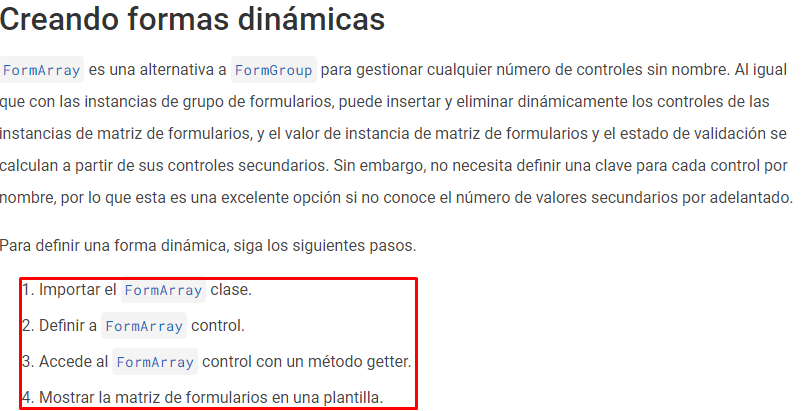 Creando formas dinámicas
FormArray es una alternativa a FormGroup para gestionar cualquier número de controles sin nombre. Al igual
que con las instancias de grupo de formularios, puede insertar y eliminar dinámicamente los controles de las
instancias de matriz de formularios, y el valor de instancia de matriz de formularios y el estado de validación se
calculan a partir de sus controles secundarios. Sin embargo, no necesita definir una clave para cada control por
nombre, por lo que esta es una excelente opción si no conoce el número de valores secundarios por adelantado.
Para definir una forma dinámica, siga los siguientes pasos.
1. Importar el FormArray clase.
2. Definir a FormArray control.
3. Accede al FormArray control con un método getter.
4. Mostrar la matriz de formularios en una plantilla.